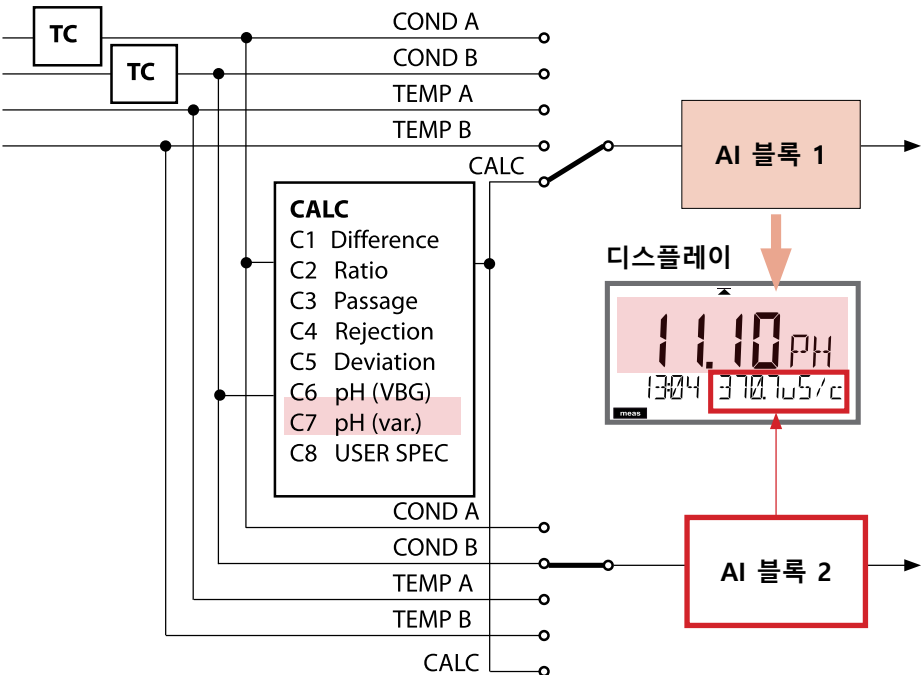 TC
TC
COND A
COND B
TEMP A
TEMP B
CALC
AI 블록 1
CALC
C1 Difference
C2 Ratio
C3 Passage
C4 Rejection
C5 Deviation
C6 pH (VBG)
C7 pH (var.)
C8 USER SPEC
디스플레이
11.10 PH
13:04 370.7uS/c
meas
COND A
COND B
TEMP A
TEMP B
CALC
AI 블록 2